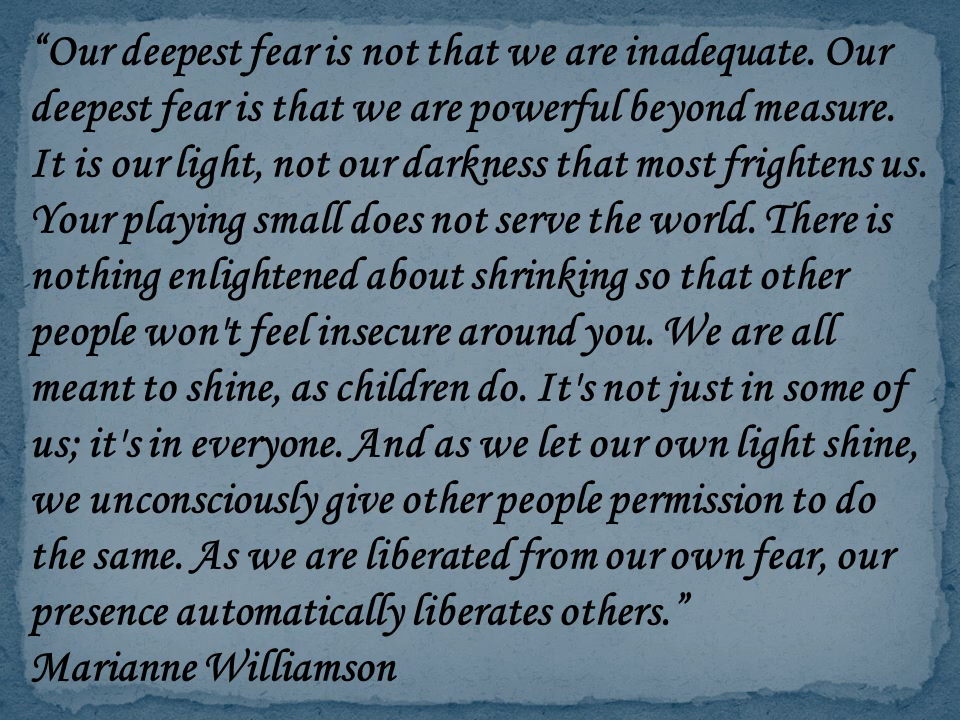 “Our deepest fear is not that we are inadequate. Our
deepest fear is that we are powerful beyond measure.
It is our light, not our darkness that most frightens us.
Your playing small does not serve the world. There is
nothing enlightened about shrinking so that other
people won't feel insecure around you. We are all
meant to shine, as children do. It's not just in some of
us; it's in everyone. And as we let our own light shine,
we unconsciously give other people permission to do
the same. As we are liberated from our own fear, our
presence automatically liberates others.”
Marianne Williamson